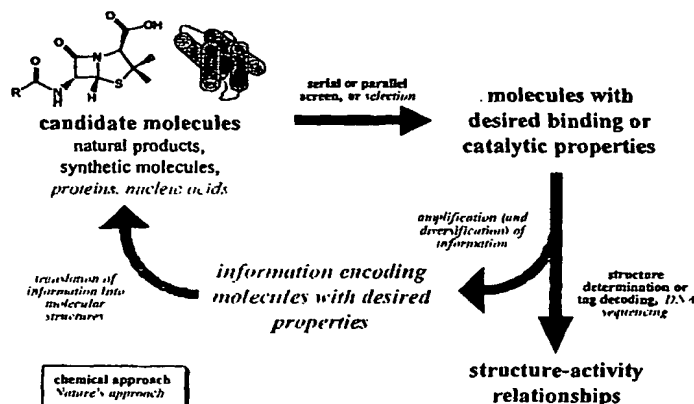 OH
O
O
N
R
N
H
H
S
candidate molecules
natural products,
synthetic molecules,
proteins, nucleic acids
serial or parallel
screen, or selection
molecules with
desired binding or
catalytic properties
amplification (and
diversification) of
information
structure
determination or
tag decoding, DNA
sequencing
structure-activity
relationships
information encoding
molecules with desired
properties
translation of
information into
molecular
structures
chemical approach
Nature's approach